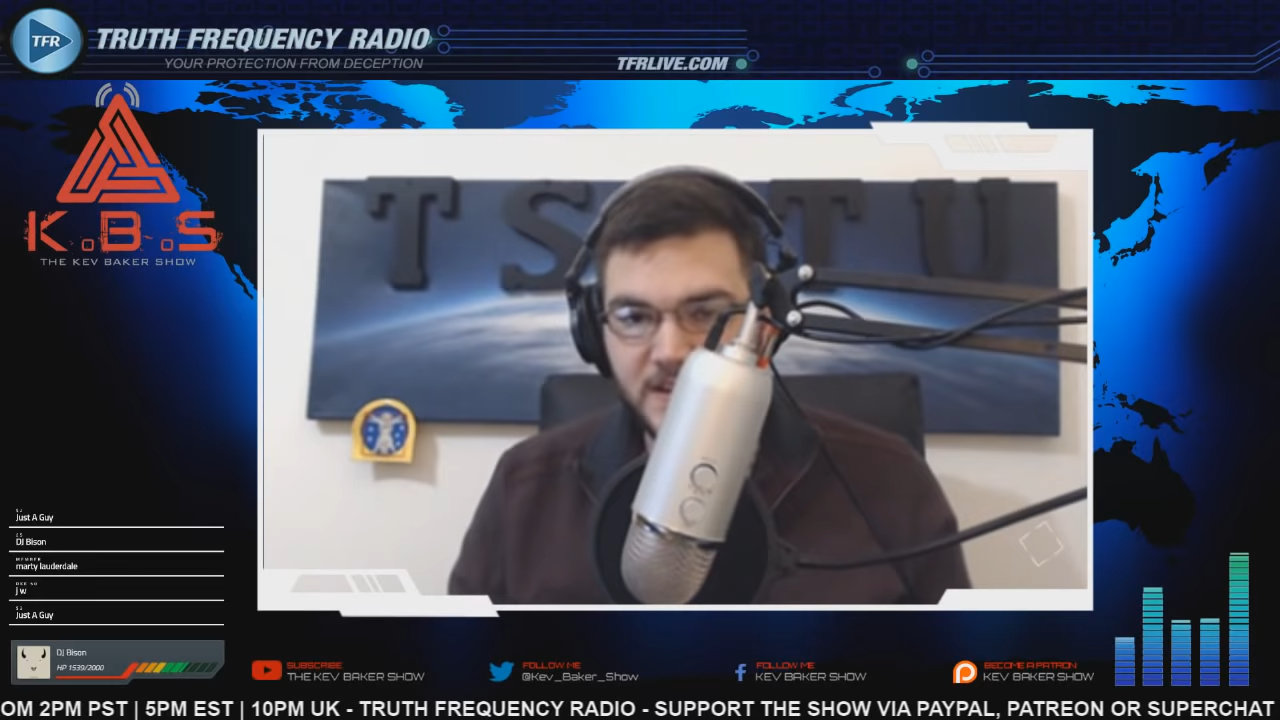 TFR
TRUTH FREQUENCY RADIO
YOUR PROTECTION FROM DECEPTION
TFRLIVE.COM
K.B.S
THE KEV BAKER SHOW
T S T U
Just A Guy
DJ Bison
MEMBER
marty lauderdale
J W
Just A Guy
DJ Bison
HP 1539/2000
SUBSCRIBE
THE KEV BAKER SHOW
FOLLOW ME
@Kev_Baker_Show
FOLLOW ME
KEV BAKER SHOW
BECOME A PATRON
KEV BAKER SHOW
OM 2PM PST | 5PM EST | 10PM UK - TRUTH FREQUENCY RADIO - SUPPORT THE SHOW VIA PAYPAL, PATREON OR SUPERCHAT